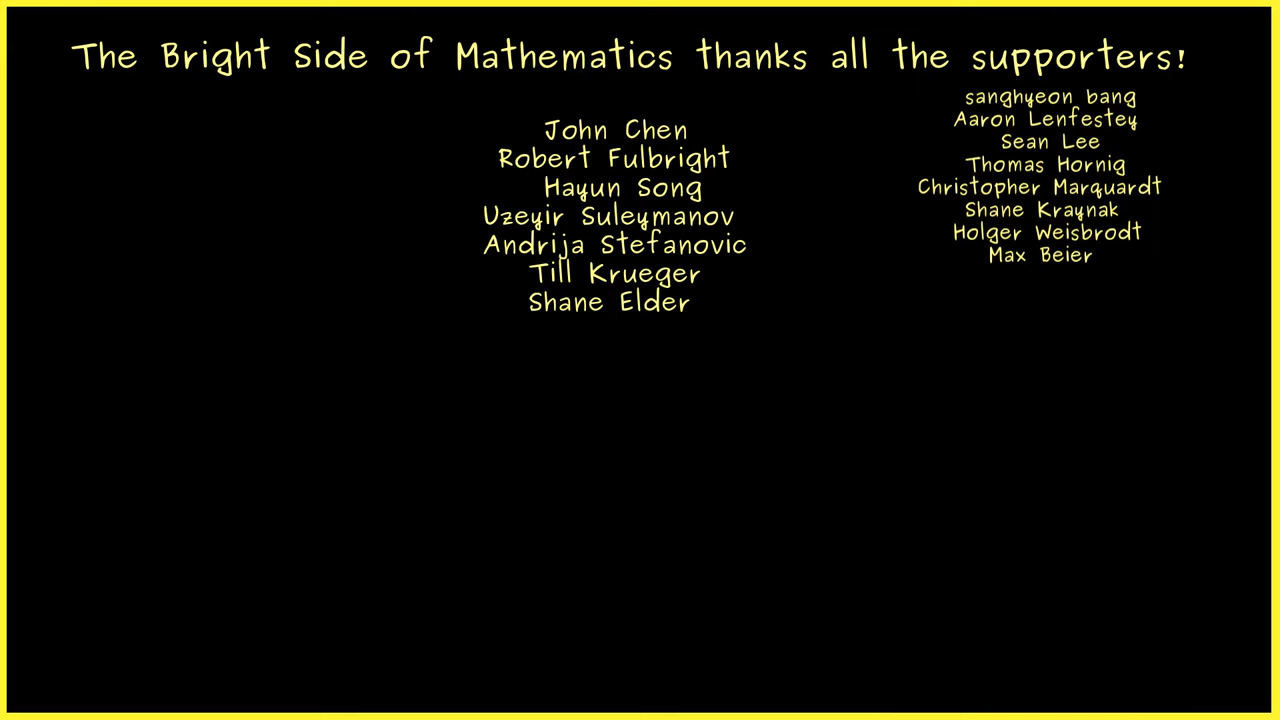 The Bright Side of Mathematics thanks all the supporters!
John Chen
Robert Fulbright
Hayun Song
Uzeyir Suleymanov
Andrija Stefanovic
Till Krueger
Shane Elder
sanghyeon bang
Aaron Lenfestey
Sean Lee
Thomas Hornig
Christopher Marquardt
Shane Kraynak
Holger Weisbrodt
Max Beier